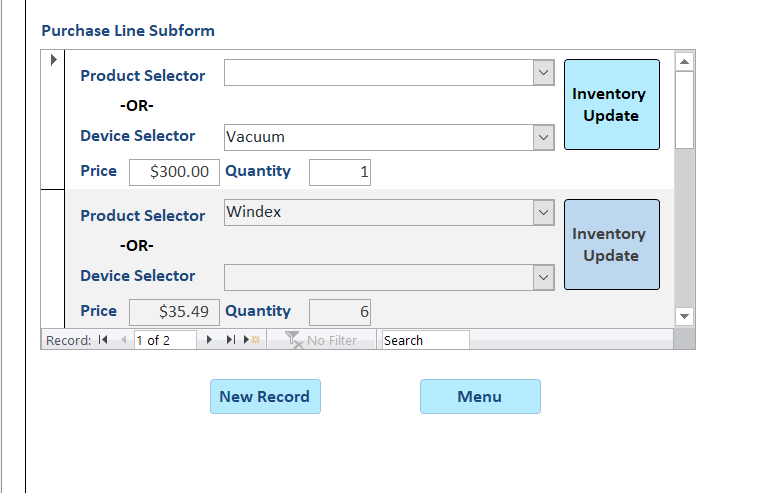 Purchase Line Subform
Product Selector
-OR-
Device Selector Vacuum
Inventory Update
Price $300.00 Quantity 1
Product Selector Windex
-OR-
Device Selector
Inventory Update
Price $35.49 Quantity 6
Record: 1 of 2 No Filter Search
New Record Menu